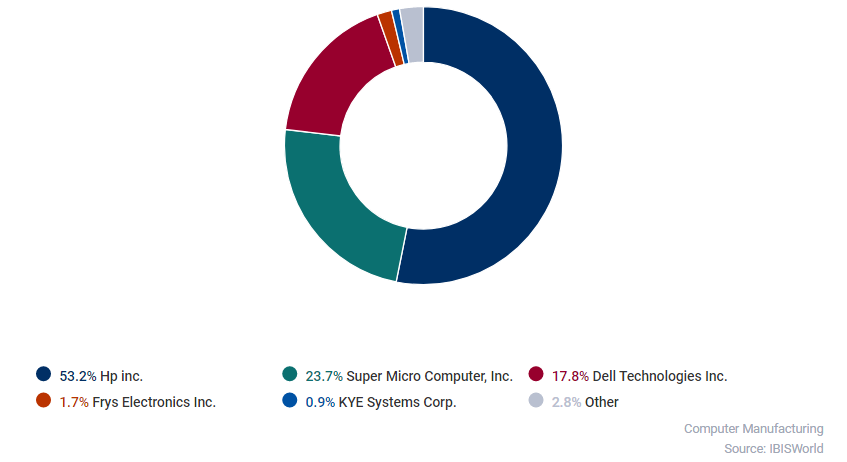 53.2% Hp inc.
23.7% Super Micro Computer, Inc.
17.8% Dell Technologies Inc.
1.7% Frys Electronics Inc.
0.9% KYE Systems Corp.
2.8% Other
Computer Manufacturing
Source: IBISWorld